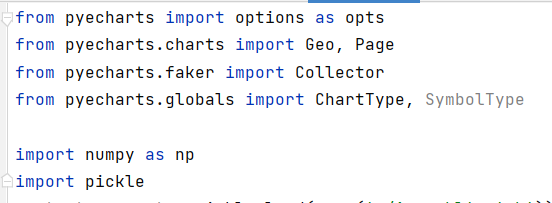 from pyecharts import options as opts
from pyecharts.charts import Geo, Page
from pyecharts.faker import Collector
from pyecharts.globals import ChartType, SymbolType
import numpy as np
import pickle